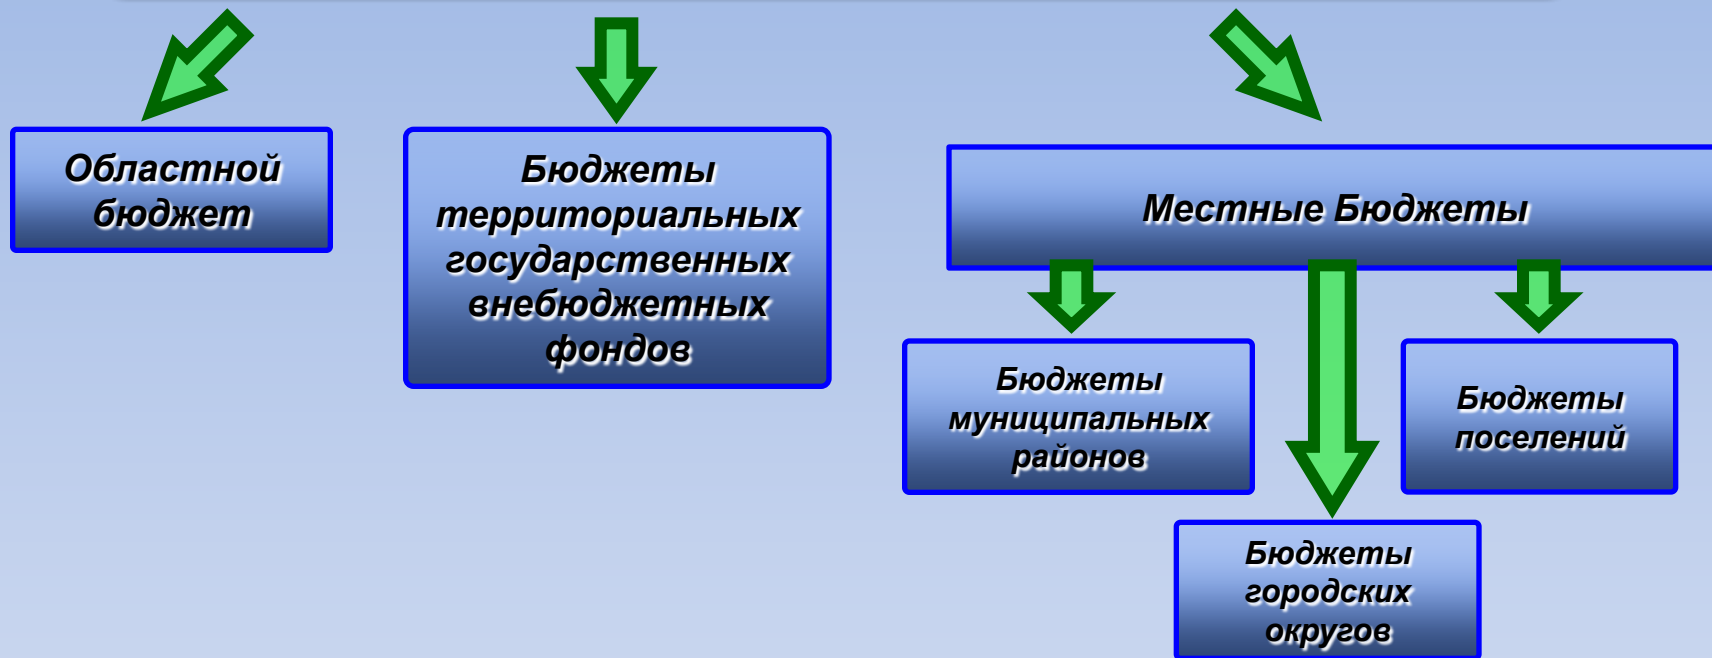 Областной
бюджет
Бюджеты
территориальных
государственных
внебюджетных
фондов
Местные Бюджеты
Бюджеты
муниципальных
районов
Бюджеты
поселений
Бюджеты
городских
округов